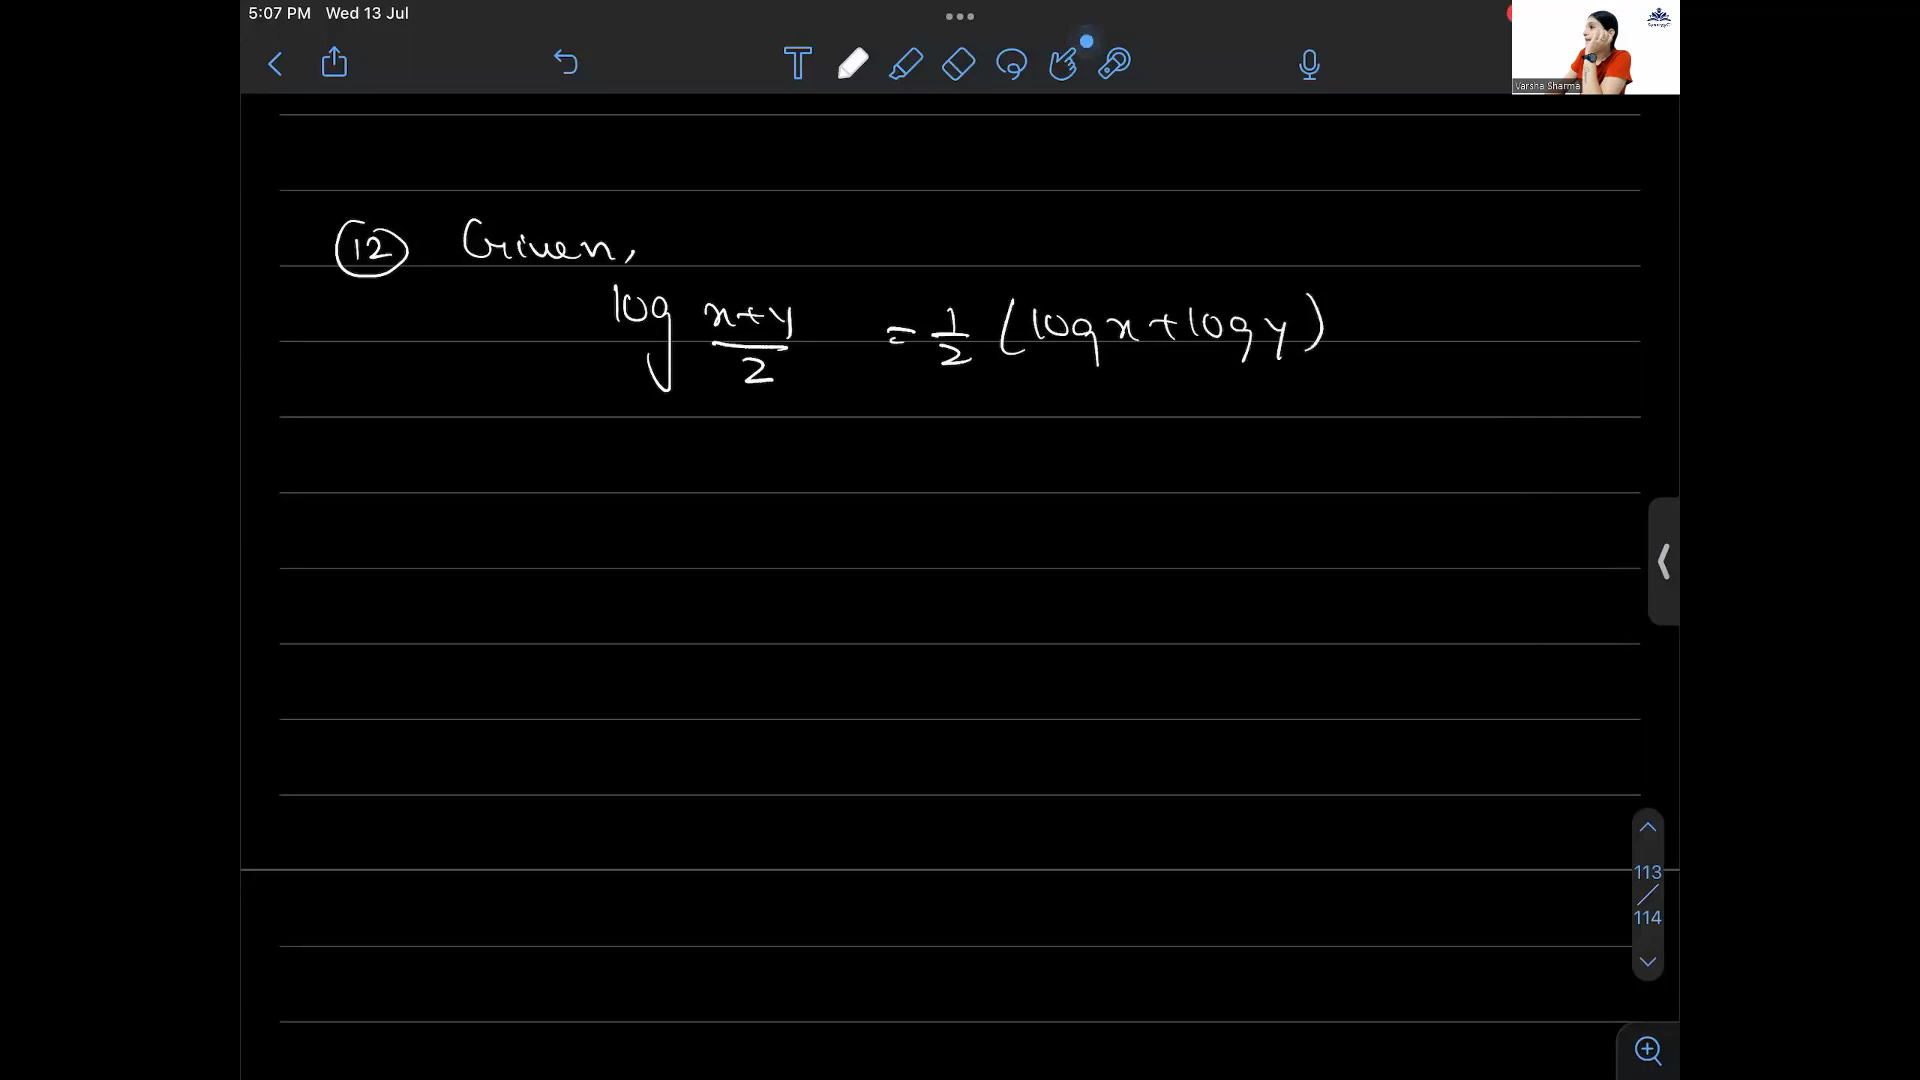 5:07 PM Wed 13 Jul
Varsha Sharma
(12) Given,
log x+y/2 = 1/2 (log x + log y)
113
114